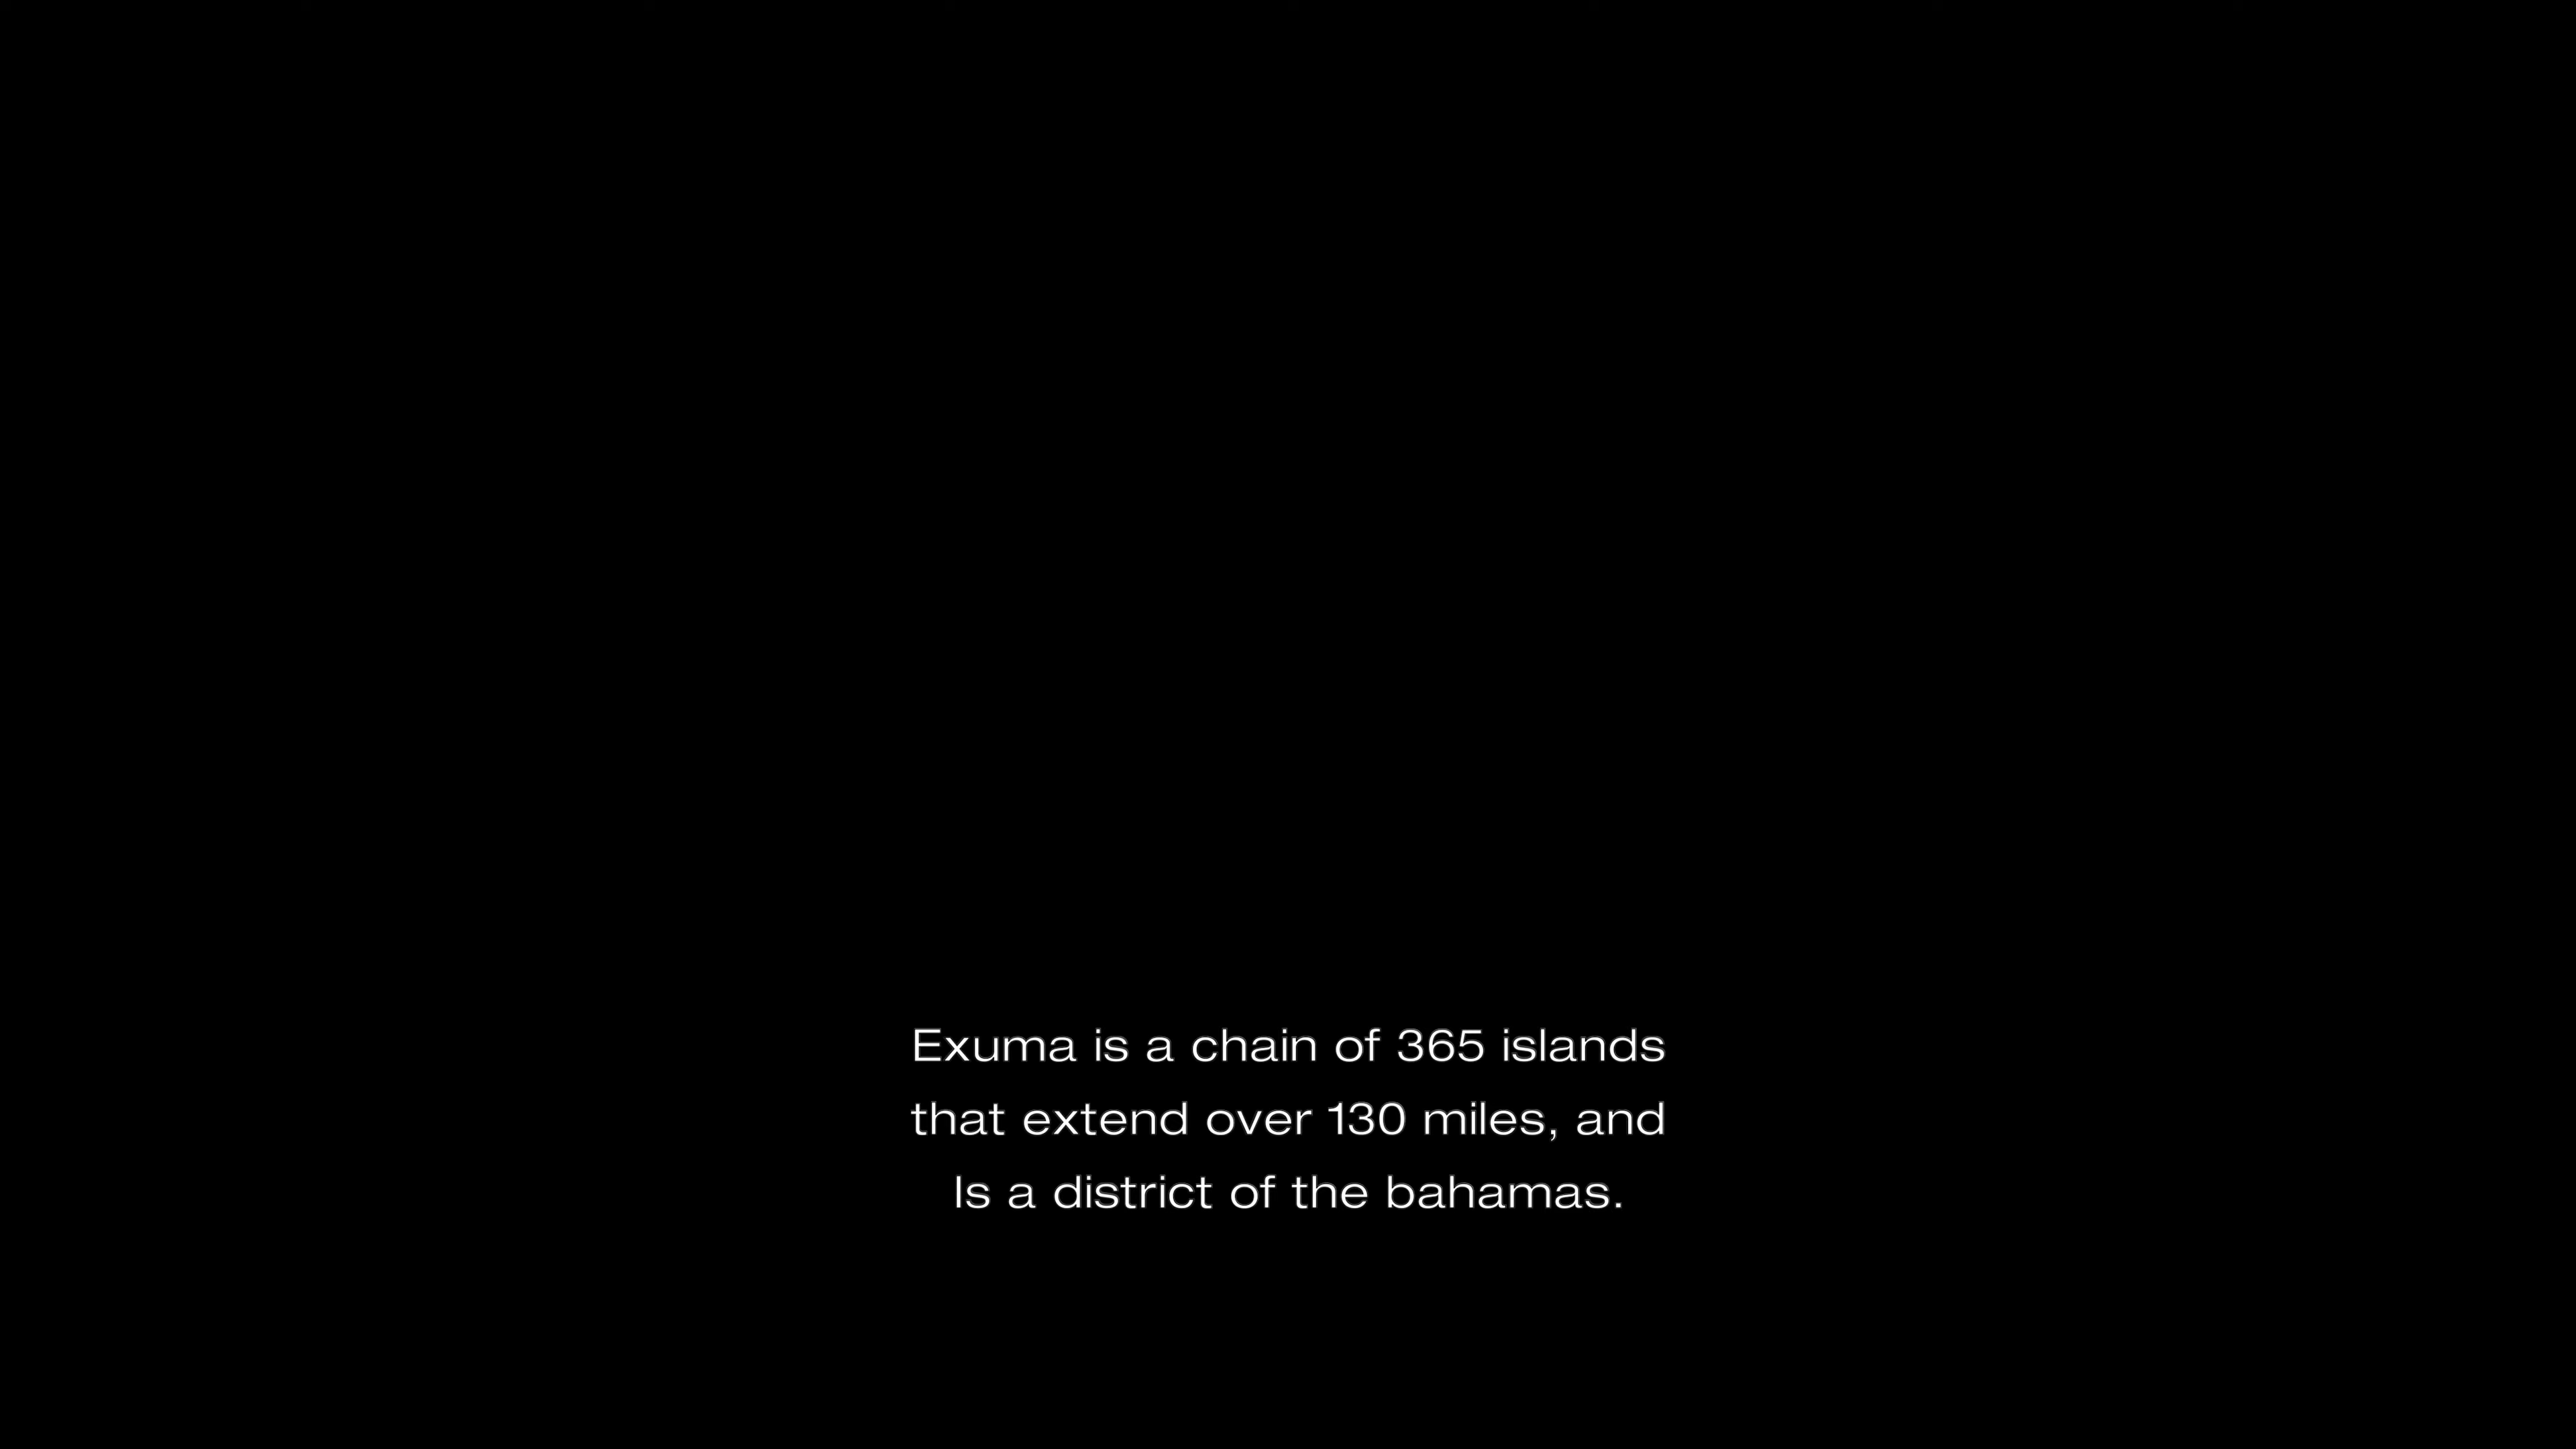 Exuma is a chain of 365 islands
that extend over 130 miles, and
Is a district of the bahamas.